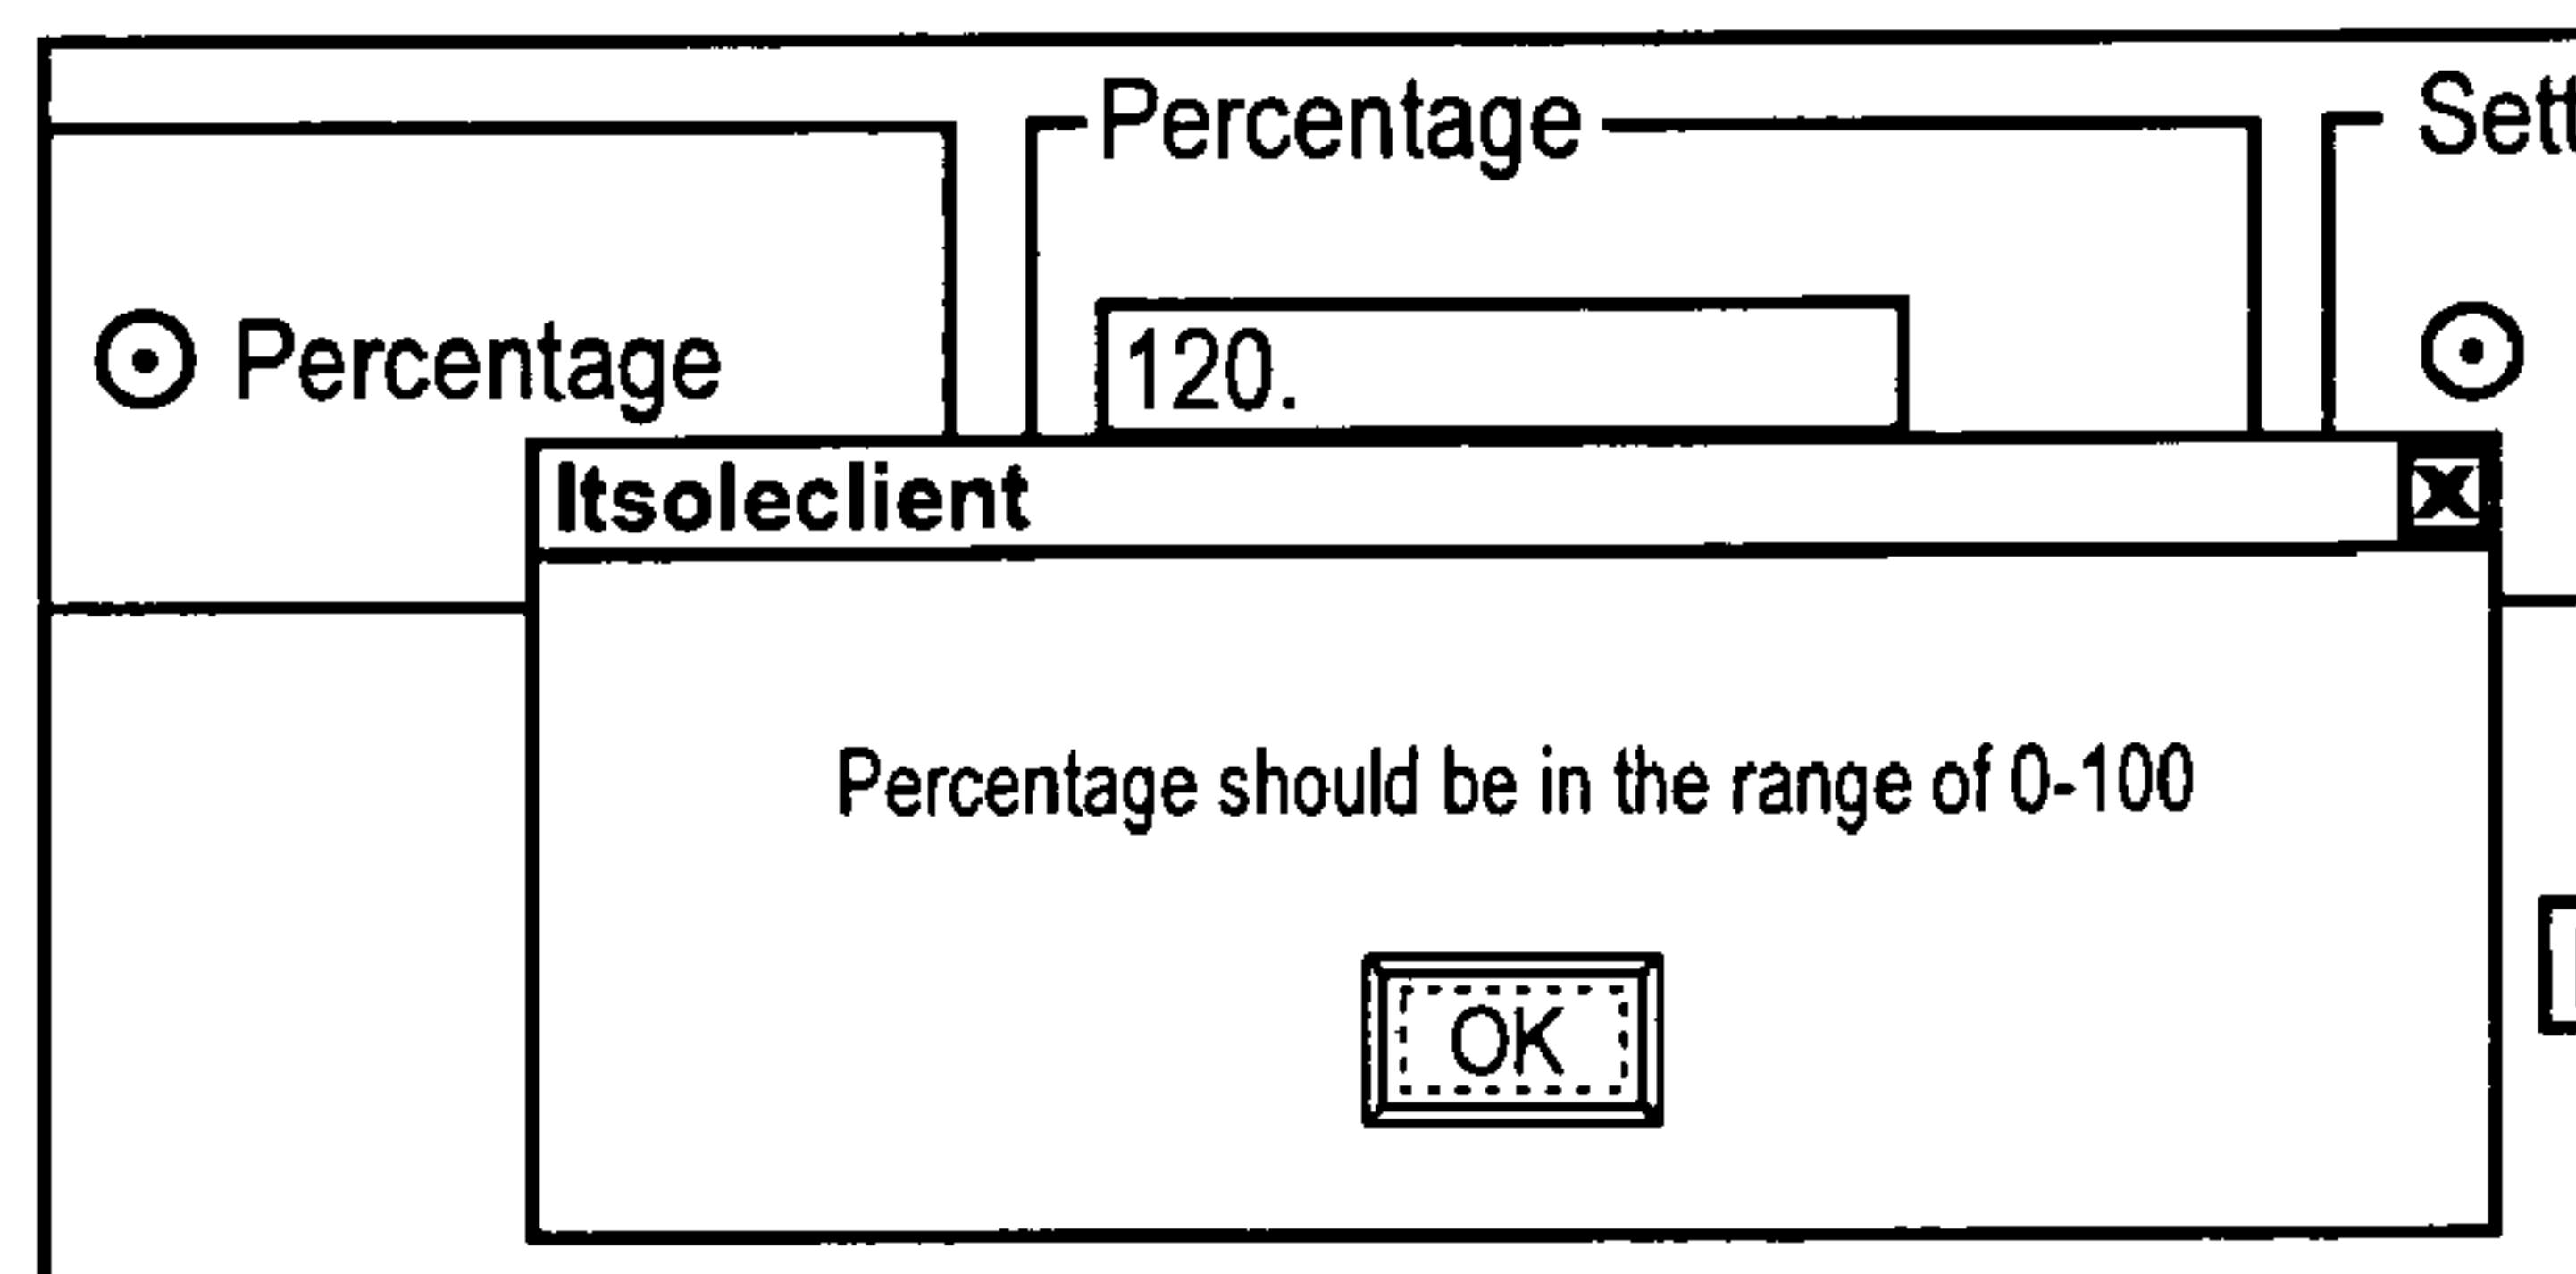 Percentage
Sett
Percentage
120.
Itsoleclient
Percentage should be in the range of 0-100
OK